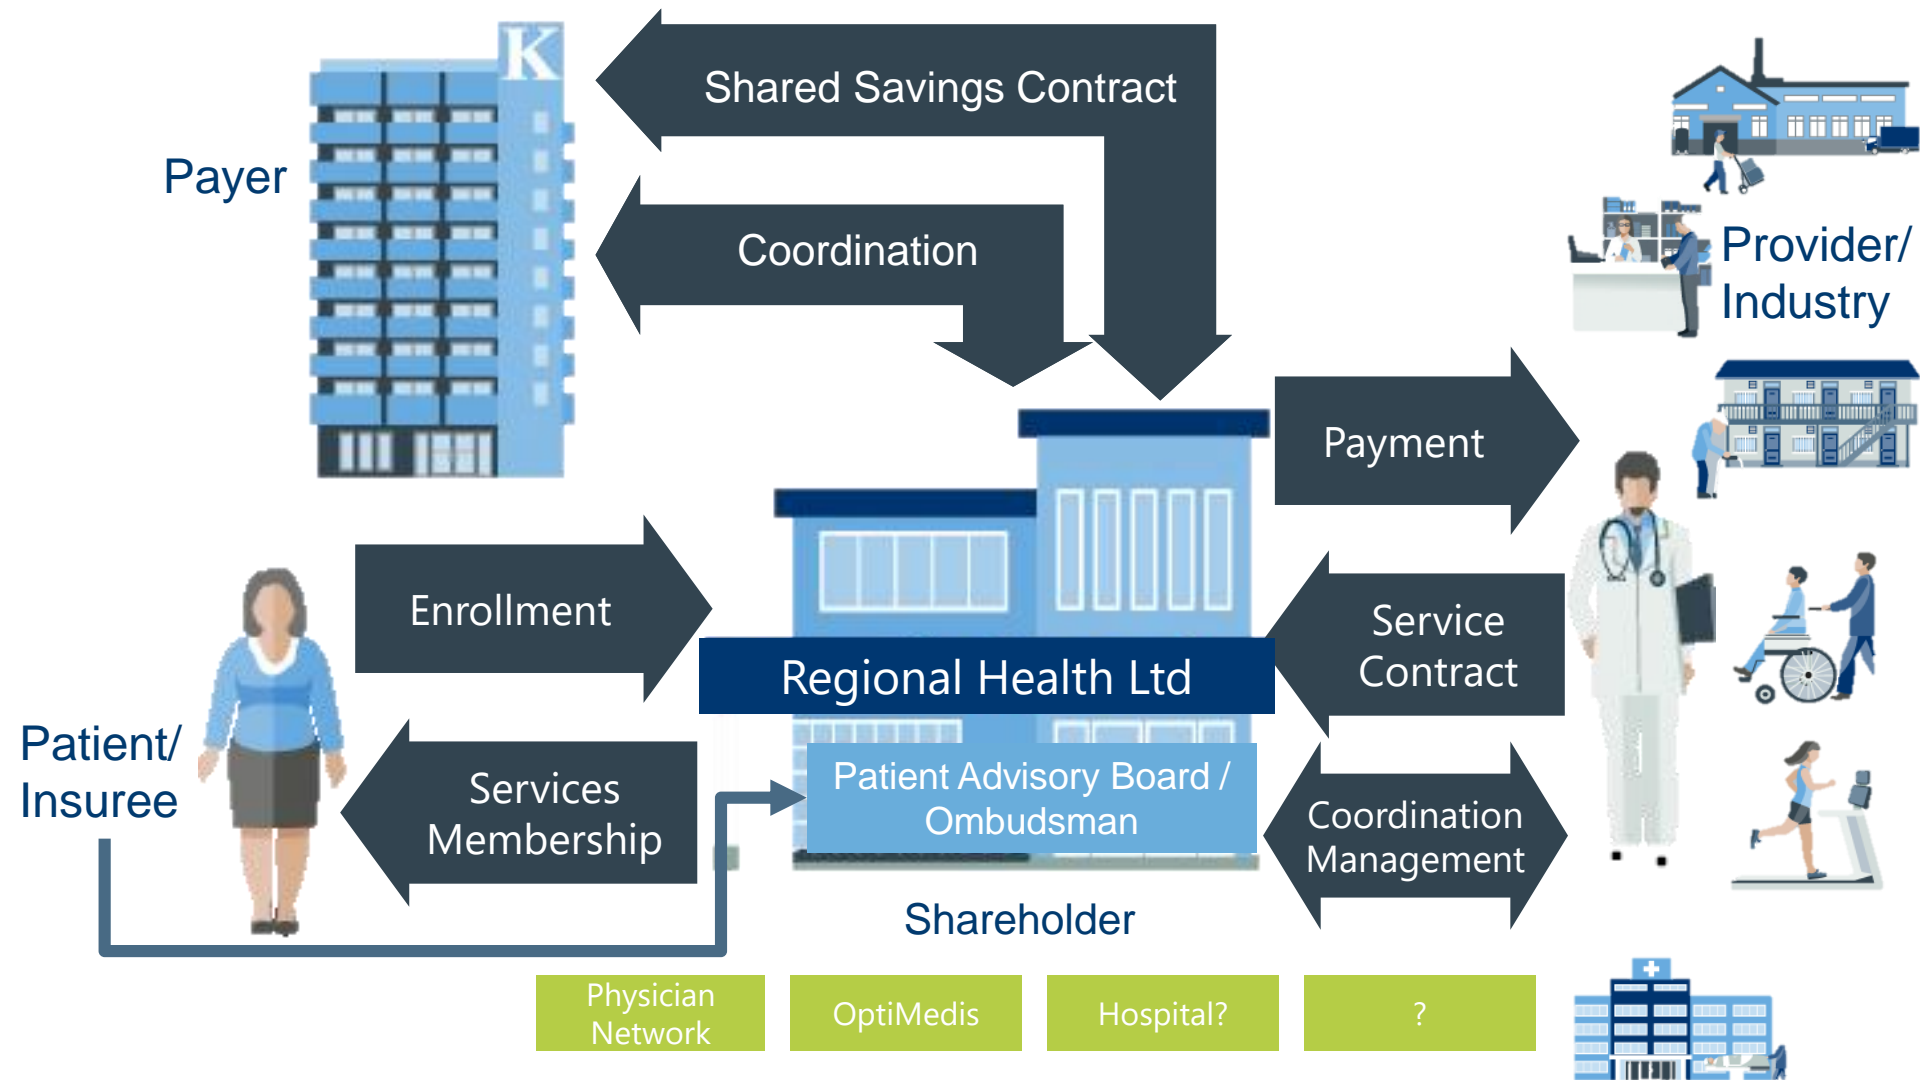 K
Shared Savings Contract
Payer
Coordination
Provider/
Industry
Payment
Enrollment
Service
Contract
Regional Health Ltd
Patient/
Insuree
Services
Membership
Patient Advisory Board /
Ombudsman
Coordination
Management
Shareholder
Physician
Network
OptiMedis
Hospital?
?